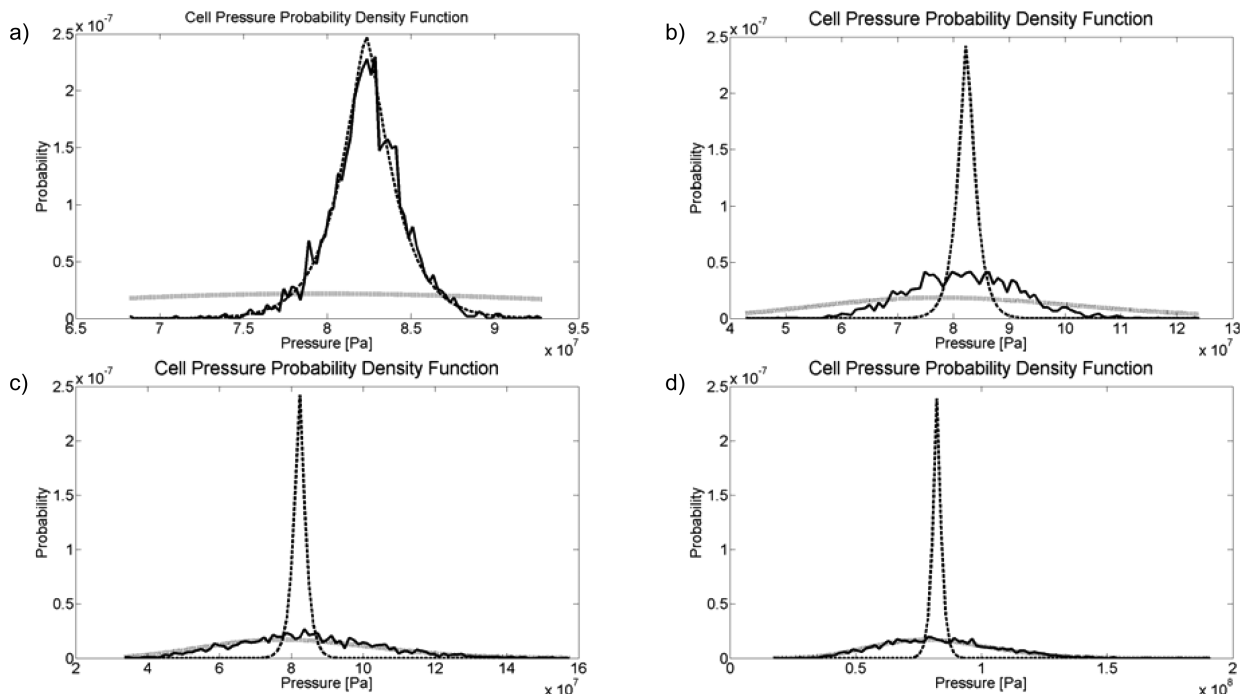 a)
Cell Pressure Probability Density Function
x 10-7
2.5
2
1.5
1
0.5
0
Probability
6.5 7 7.5 8 8.5 9 9.5
Pressure [Pa]
x 10^7
b)
Cell Pressure Probability Density Function
x 10-7
2.5
2
1.5
1
0.5
0
Probability
4 5 6 7 8 9 10 11 12 13
Pressure [Pa]
x 10^7
c)
Cell Pressure Probability Density Function
x 10-7
2.5
2
1.5
1
0.5
0
Probability
2 4 6 8 10 12 14 16
Pressure [Pa]
x 10^7
d)
Cell Pressure Probability Density Function
x 10-7
2.5
2
1.5
1
0.5
0
Probability
0 0.5 1 1.5 2
Pressure [Pa]
x 10^8